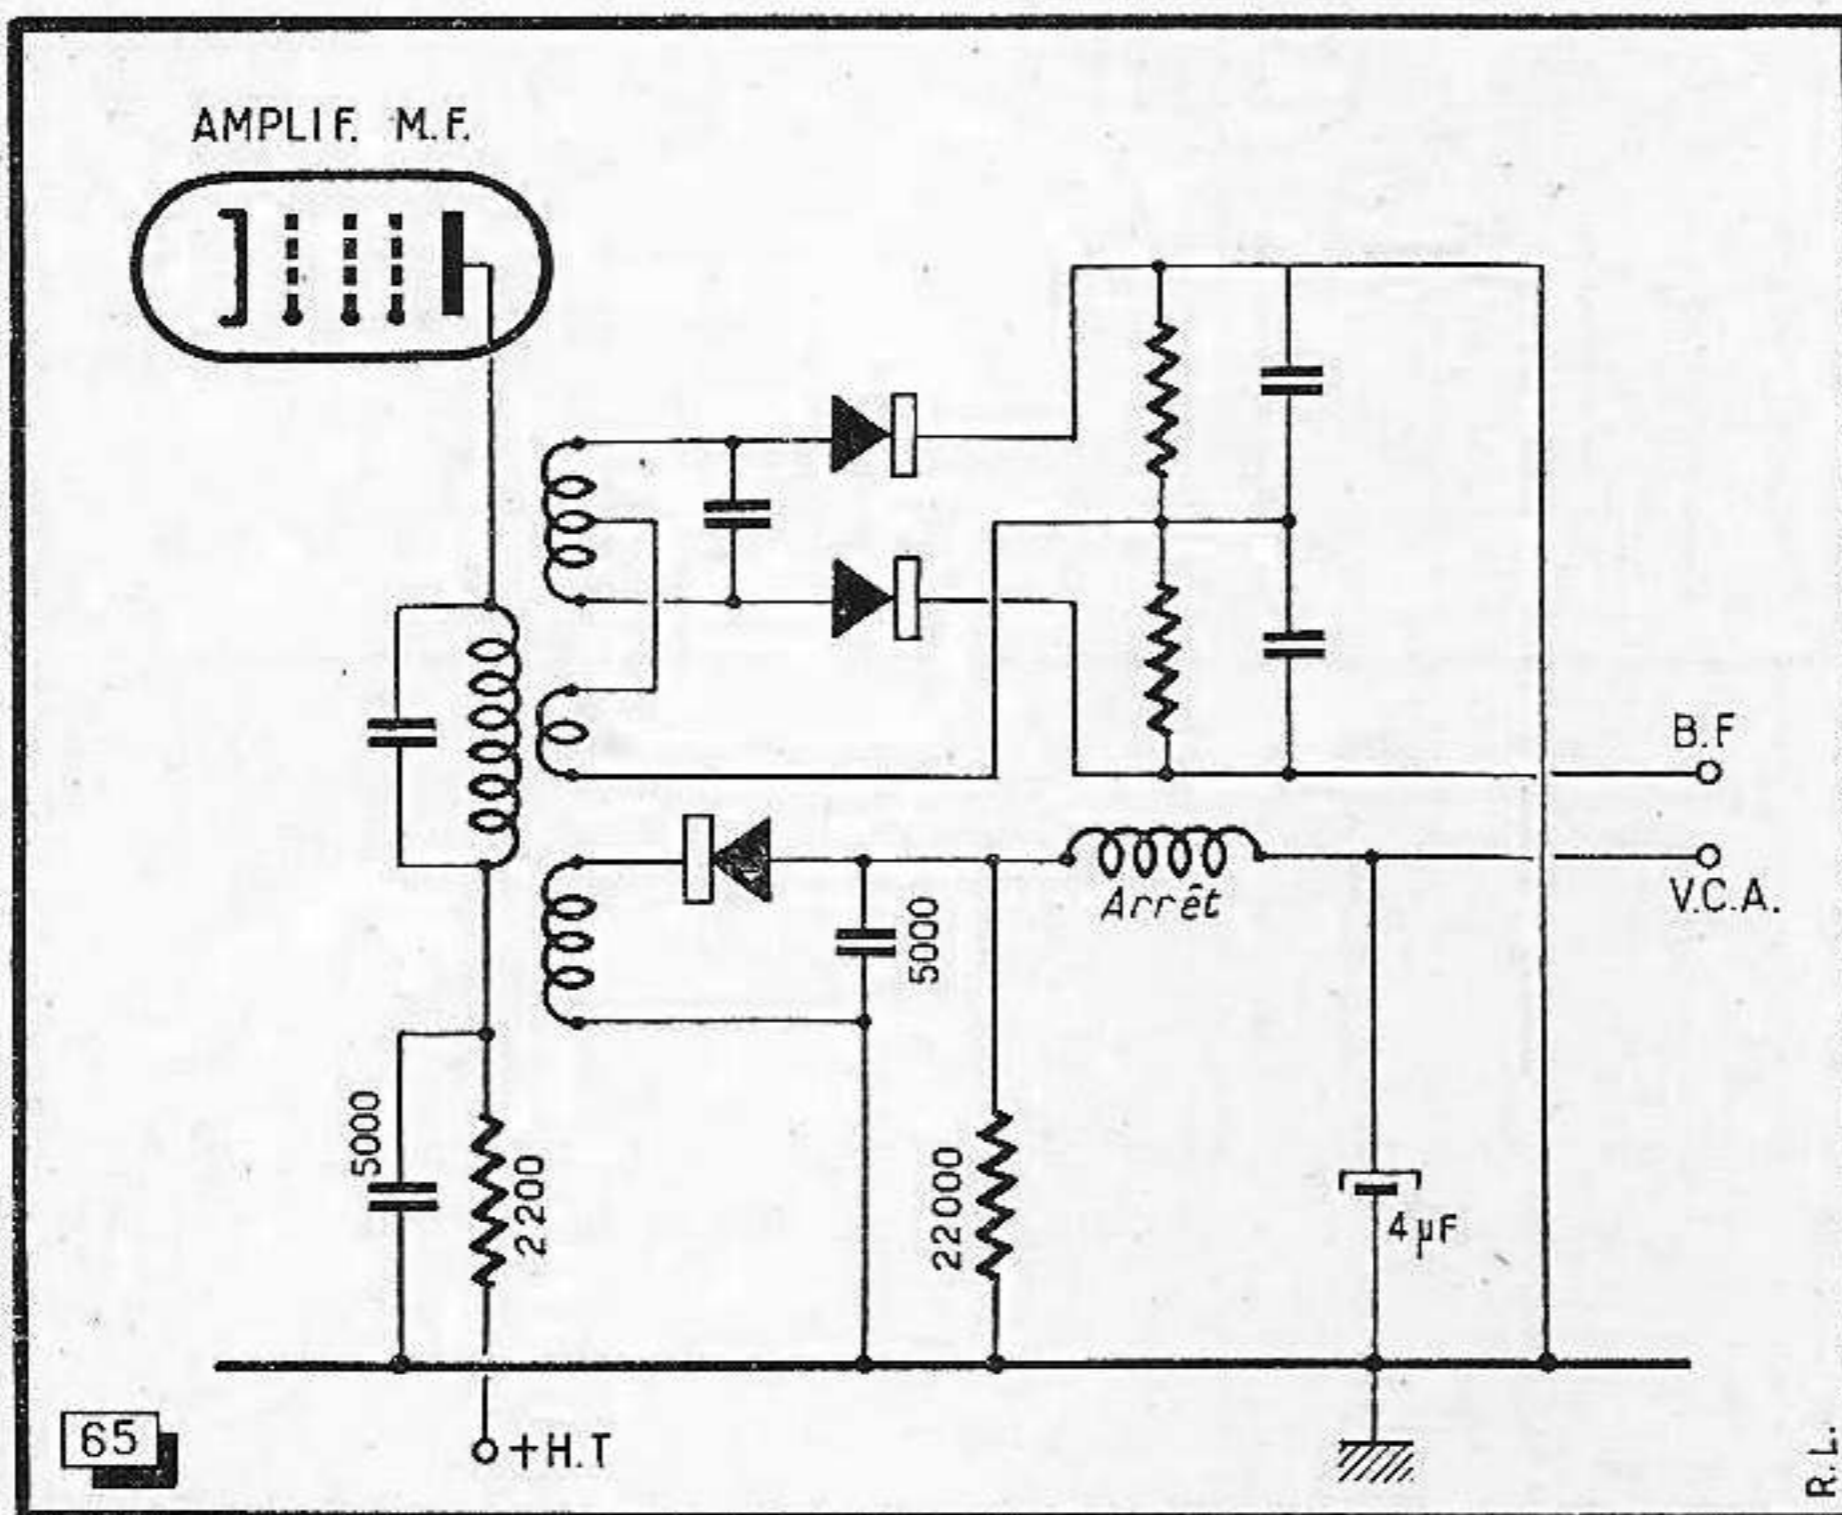 AMPLIF. M.F.
B.F
V.C.A.
Arrêt
5000
5000
2200
22000
4µF
65
+H.T
R.L.